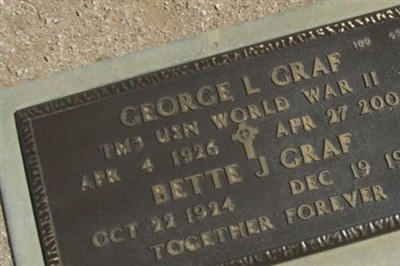 GEORGE L GRAF
TM3 USN WORLD WAR II
APR 4 1926 APR 27 200
BETTE J GRAF
OCT 22 1924 DEC 19 19
TOGETHER FOREVER